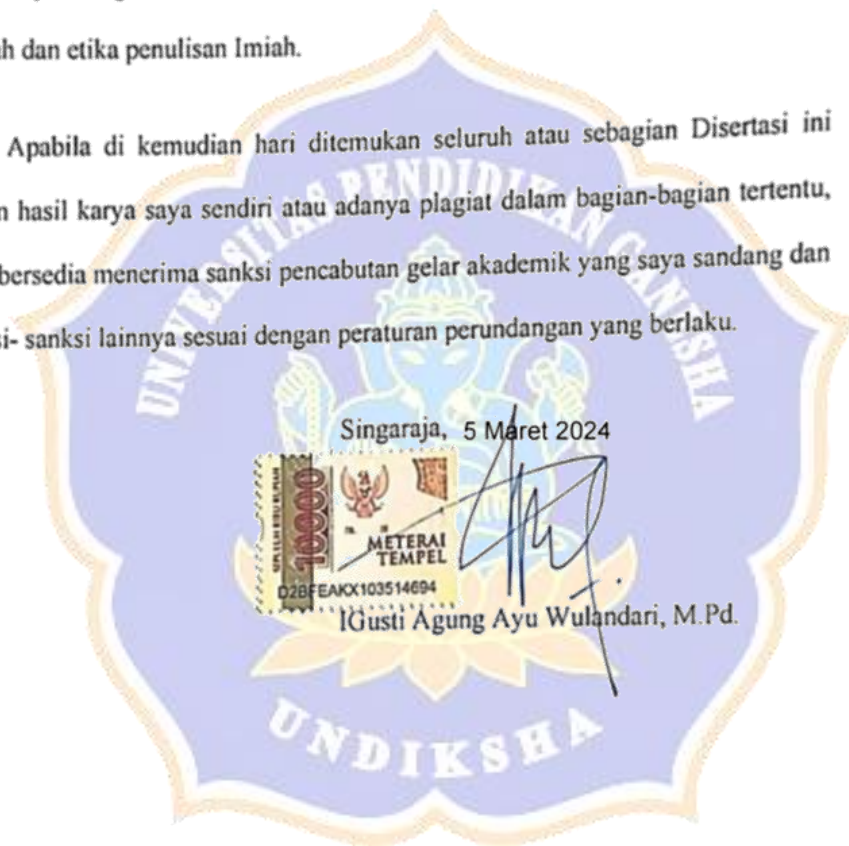 h dan etika penulisan Imiah.
Apabila di kemudian hari ditemukan seluruh atau sebagian Disertasi ini
n hasil karya saya sendiri atau adanya plagiat dalam bagian-bagian tertentu,
bersedia menerima sanksi pencabutan gelar akademik yang saya sandang dan
i- sanksi lainnya sesuai dengan peraturan perundangan yang berlaku.
UNIVERSITAS PENDIDIKAN GANESHA
Singaraja, 5 Maret 2024
10000
METERAI
TEMPEL
D2BFEAKX103514694
IGusti Agung Ayu Wulandari, M.Pd.
UNDIKSHA